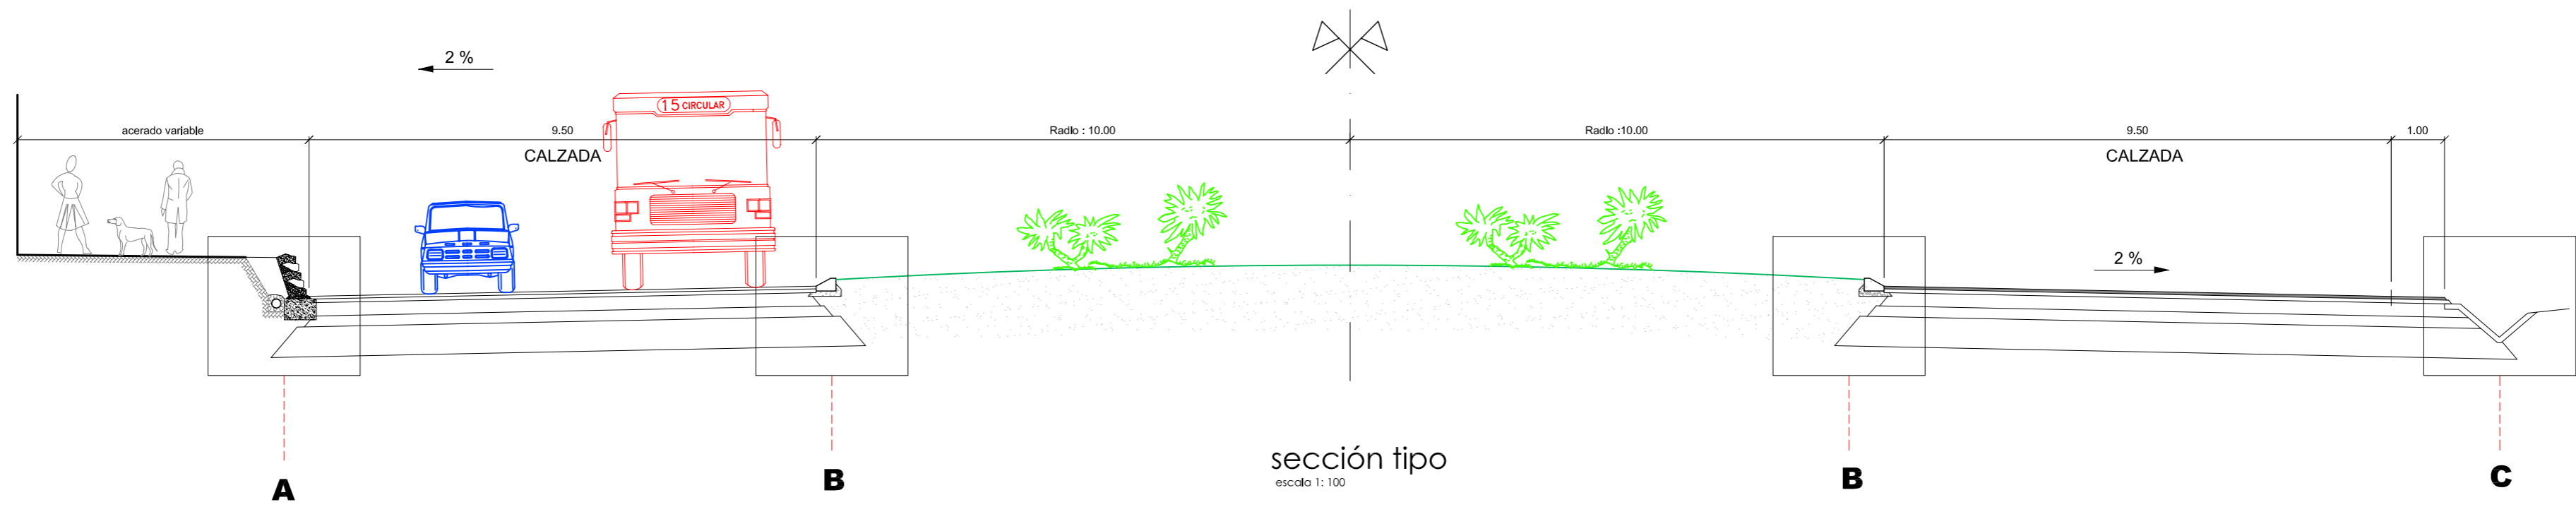 2 %
15 CIRCULAR
acerado variable
9.50
Radio : 10.00
Radio :10.00
9.50
1.00
CALZADA
CALZADA
2 %
sección tipo
escala 1: 100
A
B
B
C